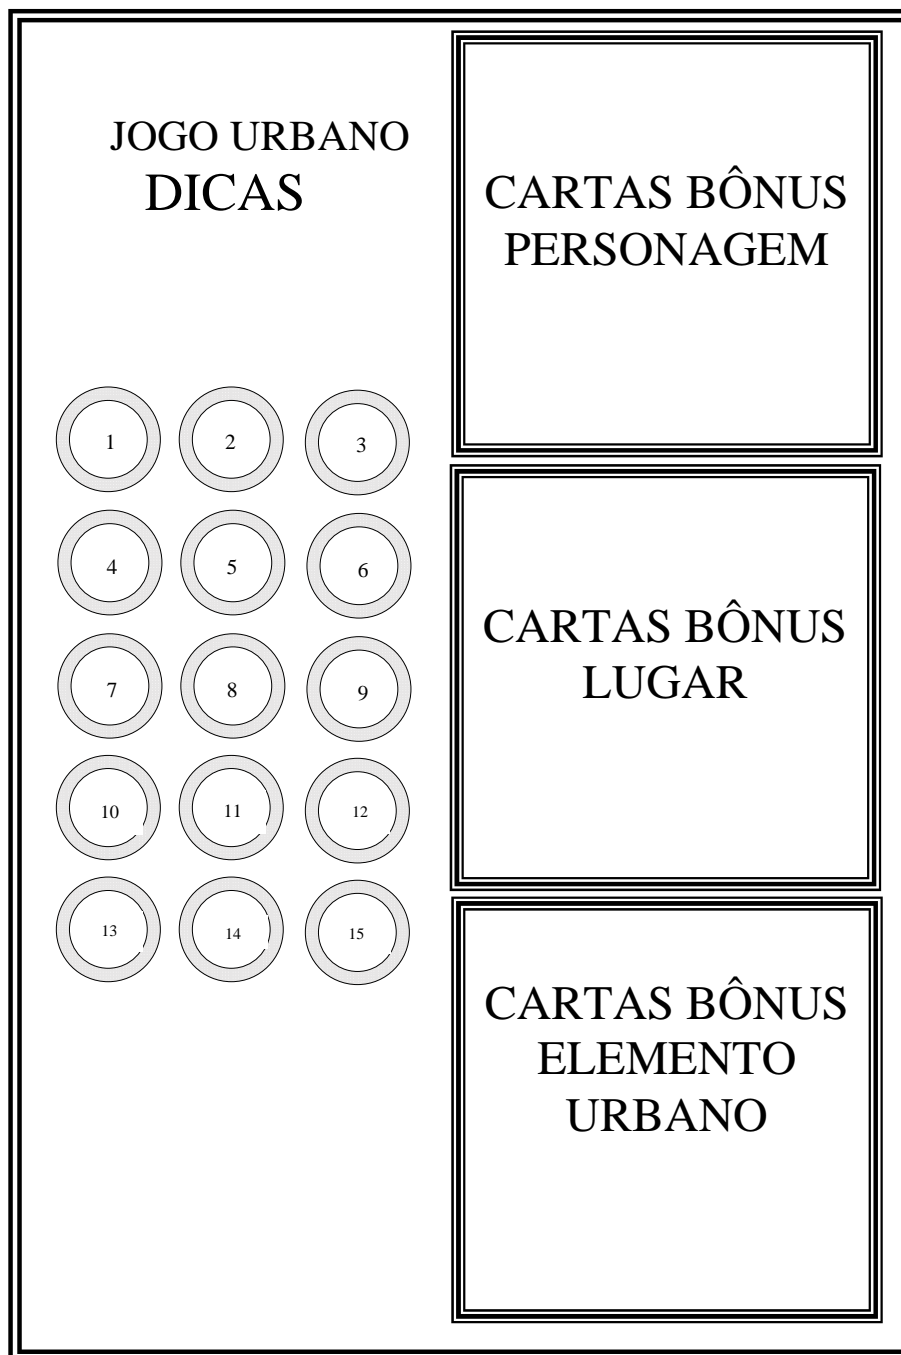 JOGO URBANO
DICAS
1 2 3
4 5 6
7 8 9
10 11 12
13 14 15
CARTAS BÔNUS
PERSONAGEM
CARTAS BÔNUS
LUGAR
CARTAS BÔNUS
ELEMENTO
URBANO